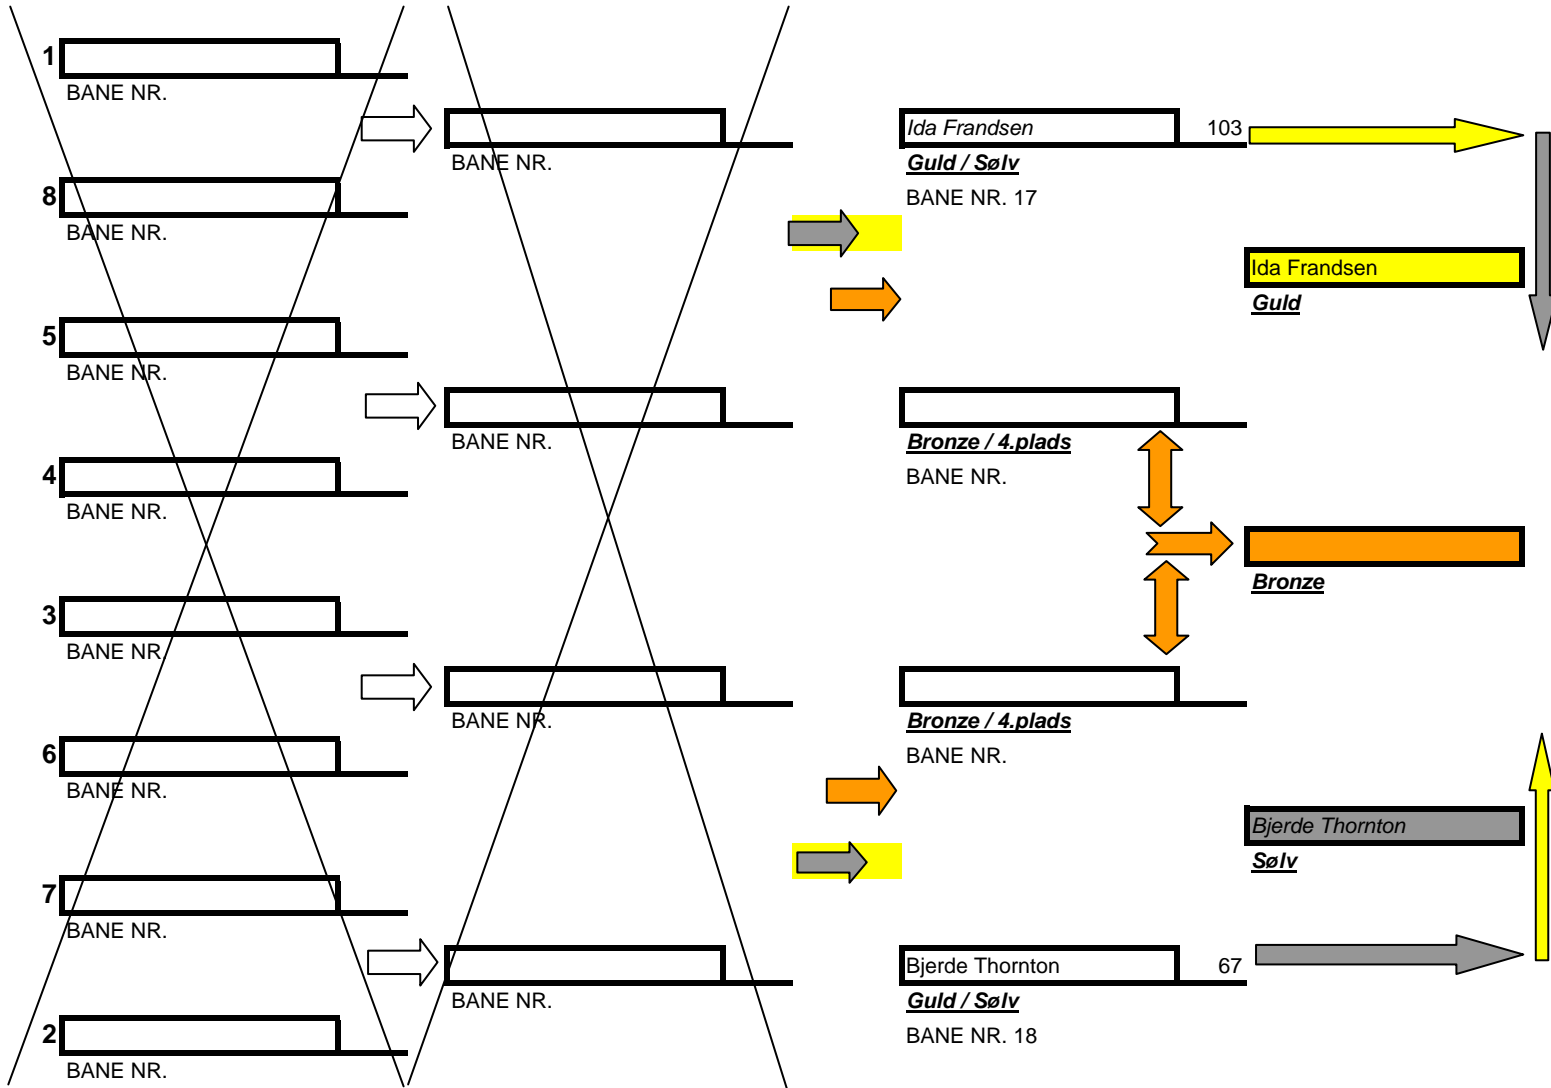 1
BANE NR.
8
BANE NR.
5
BANE NR.
4
BANE NR.
3
BANE NR.
6
BANE NR.
7
BANE NR.
2
BANE NR.
BANE NR.
BANE NR.
BANE NR.
BANE NR.
Ida Frandsen 103
Guld / Sølv
BANE NR. 17
Bronze / 4.plads
BANE NR.
Bronze / 4.plads
BANE NR.
Bjerde Thornton 67
Guld / Sølv
BANE NR. 18
Ida Frandsen
Guld
Bronze
Bjerde Thornton
Sølv